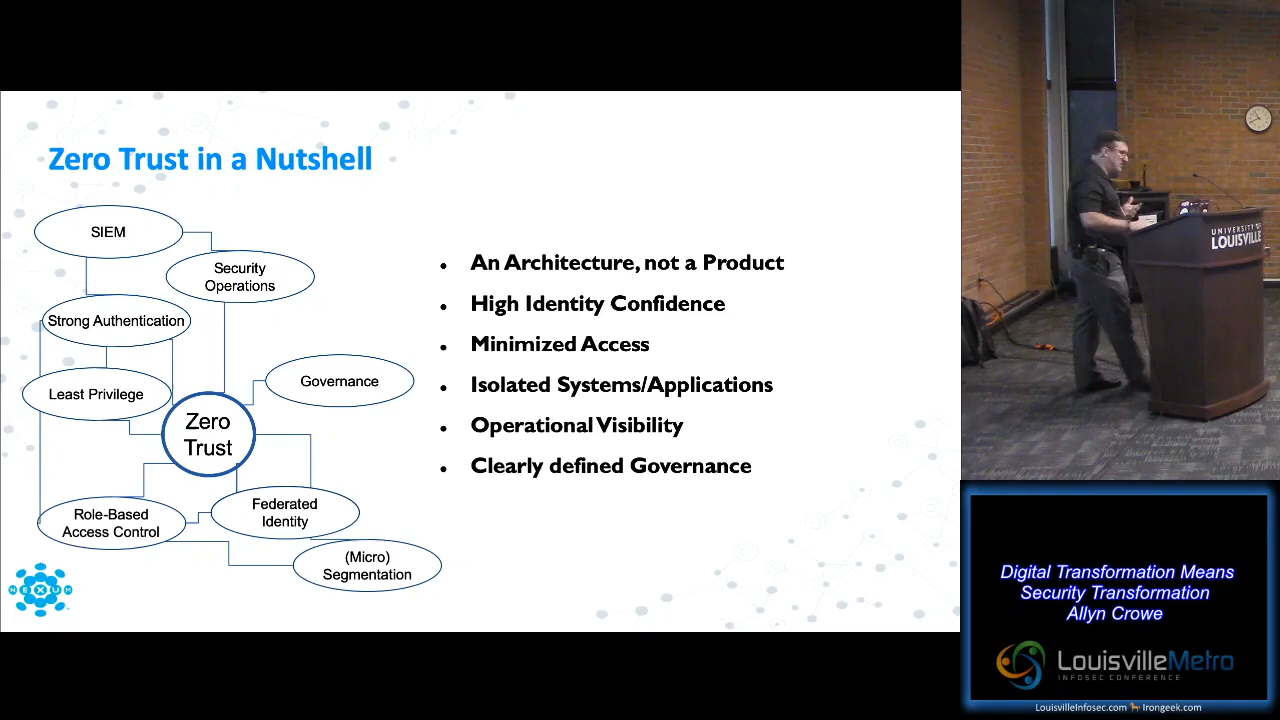 Zero Trust in a Nutshell
SIEM
Security
Operations
Strong Authentication
Governance
Least Privilege
Zero
Trust
Federated
Identity
Role-Based
Access Control
(Micro)
Segmentation
NEXUM
• An Architecture, not a Product
• High Identity Confidence
• Minimized Access
• Isolated Systems/Applications
• Operational Visibility
• Clearly defined Governance
UNIVERSITY OF
LOUISVILLE
Digital Transformation Means
Security Transformation
Allyn Crowe
LouisvilleMetro
INFOSEC CONFERENCE
LouisvilleInfosec.com Irongeek.com